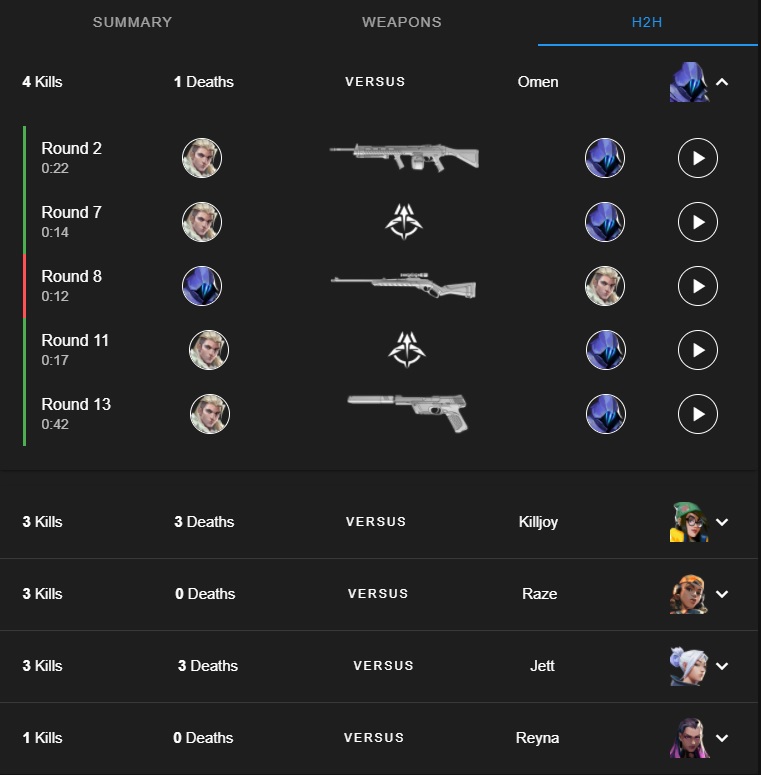 SUMMARY WEAPONS H2H
4 Kills 1 Deaths VERSUS Omen
Round 2
0:22
Round 7
0:14
Round 8
0:12
Round 11
0:17
Round 13
0:42
3 Kills 3 Deaths VERSUS Killjoy
3 Kills 0 Deaths VERSUS Raze
3 Kills 3 Deaths VERSUS Jett
1 Kills 0 Deaths VERSUS Reyna